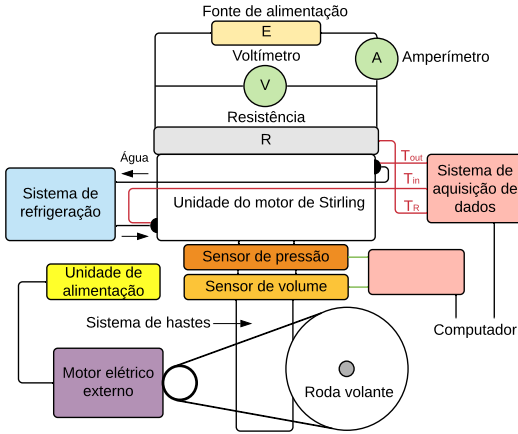 Fonte de alimentação
E
Voltímetro
A
Amperímetro
V
Resistência
R
Água
T_out
T_in
T_R
Sistema de
refrigeração
Unidade do motor de Stirling
Sistema de
aquisição de
dados
Sensor de pressão
Sensor de volume
Unidade de
alimentação
Sistema de hastes
Computador
Motor elétrico
externo
Roda volante